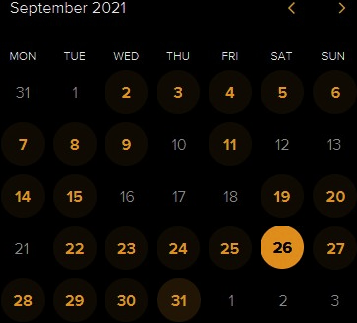 September 2021
MON TUE WED THU FRI SAT SUN
31 1 2 3 4 5 6
7 8 9 10 11 12 13
14 15 16 17 18 19 20
21 22 23 24 25 26 27
28 29 30 31 1 2 3